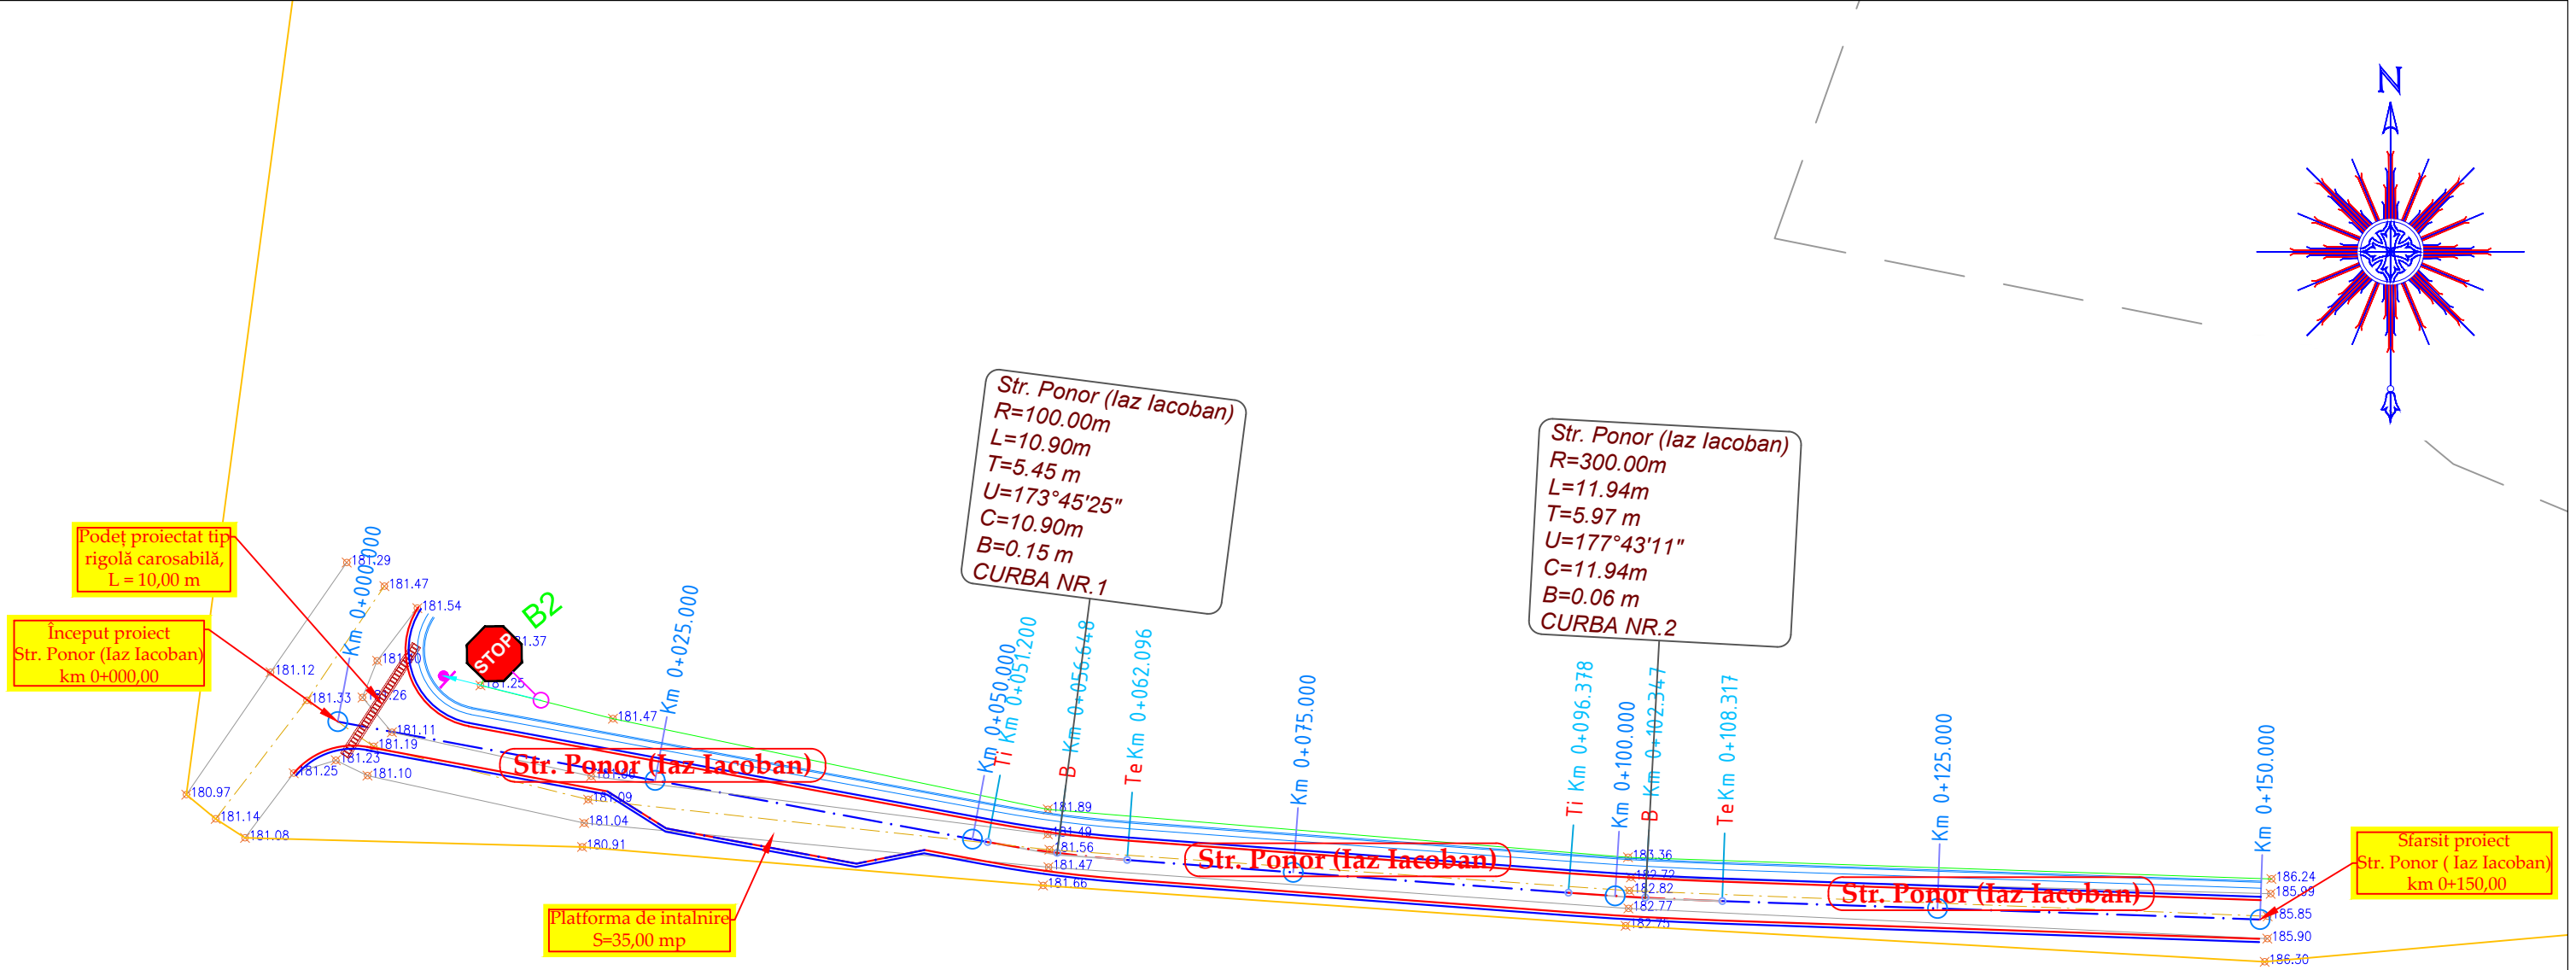 N
Str. Ponor (Iaz Iacoban)
R=100.00m
L=10.90m
T=5.45 m
U=173°45'25"
C=10.90m
B=0.15 m
CURBA NR.1
Str. Ponor (Iaz Iacoban)
R=300.00m
L=11.94m
T=5.97 m
U=177°43'11"
C=11.94m
B=0.06 m
CURBA NR.2
Podeț proiectat tip
rigolă carosabilă,
L = 10,00 m
Început proiect
Str. Ponor (Iaz Iacoban)
km 0+000,00
Km 0+000.000
181.29
181.47
181.54
STOP
B2
181.12
181.33
181.25
181.47
181.11
181.19
181.23
181.25
181.10
180.97
181.14
181.08
Km 0+025.000
Str. Ponor (Iaz Iacoban)
181.09
181.04
180.91
Platforma de intalnire
S=35,00 mp
Km 0+050.000
Ti Km 0+051.200
B Km 0+056.648
Te Km 0+062.096
181.89
181.49
181.56
181.47
181.66
Km 0+075.000
Str. Ponor (Iaz Iacoban)
Ti Km 0+096.378
Km 0+100.000
B Km 0+102.347
Te Km 0+108.317
183.36
182.72
182.82
182.77
182.75
Km 0+125.000
Str. Ponor (Iaz Iacoban)
Km 0+150.000
186.24
185.99
185.85
185.90
186.30
Sfarsit proiect
Str. Ponor ( Iaz Iacoban)
km 0+150,00